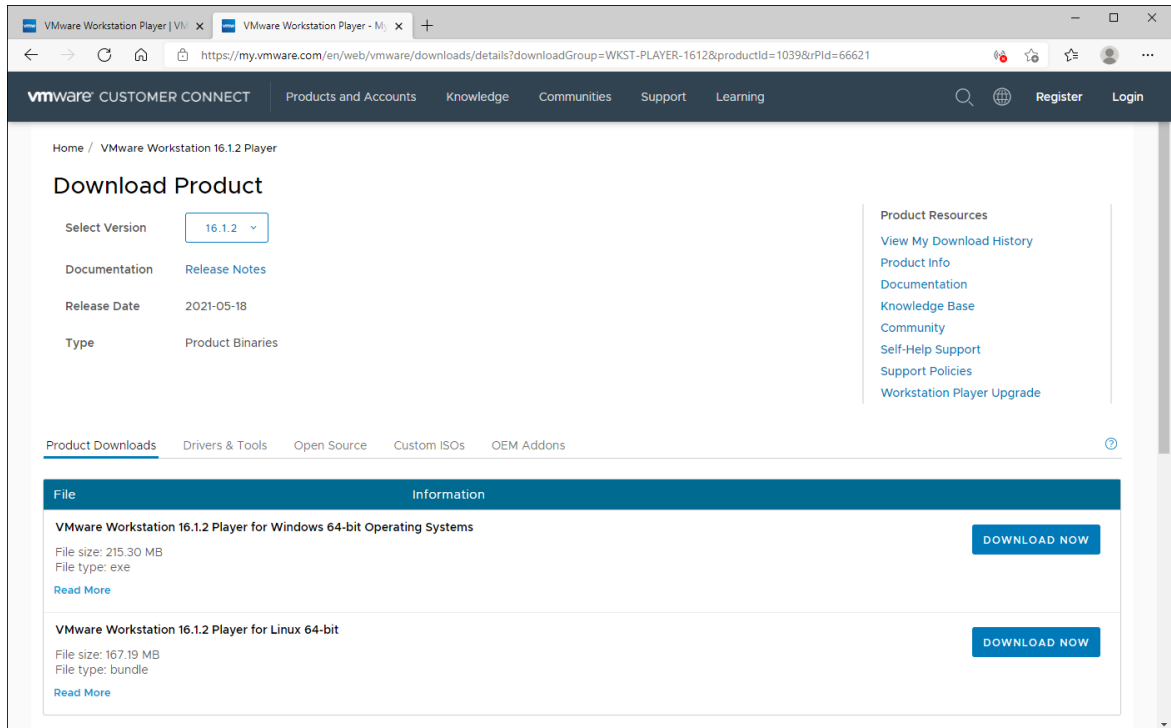 VMware Workstation Player | VM
VMware Workstation Player - My
https://my.vmware.com/en/web/vmware/downloads/details?downloadGroup=WKST-PLAYER-1612&productId=1039&rPId=66621
vmware CUSTOMER CONNECT Products and Accounts Knowledge Communities Support Learning Register Login
Home / VMware Workstation 16.1.2 Player
Download Product
Select Version 16.1.2
Documentation Release Notes
Release Date 2021-05-18
Type Product Binaries
Product Resources
View My Download History
Product Info
Documentation
Knowledge Base
Community
Self-Help Support
Support Policies
Workstation Player Upgrade
Product Downloads Drivers & Tools Open Source Custom ISOs OEM Addons
File Information
VMware Workstation 16.1.2 Player for Windows 64-bit Operating Systems
File size: 215.30 MB
File type: exe
Read More
DOWNLOAD NOW
VMware Workstation 16.1.2 Player for Linux 64-bit
File size: 167.19 MB
File type: bundle
Read More
DOWNLOAD NOW